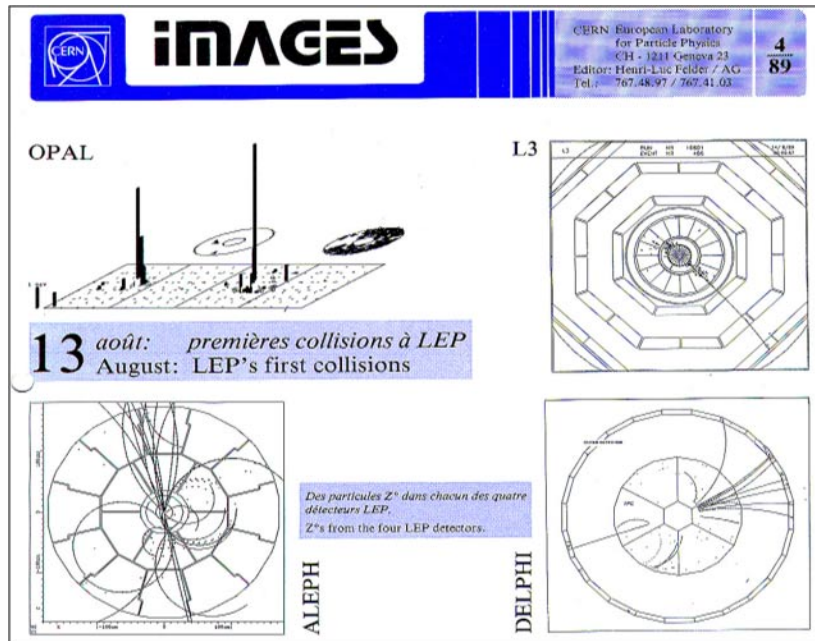 CERN
iMAGES
CERN European Laboratory
for Particle Physics
CH - 1211 Geneva 23
Editor: Henri-Luc Felder / AG
Tel.: 767.48.97 / 767.41.03
4
89
OPAL
L3
L3
13 août: premières collisions à LEP
August: LEP's first collisions
Des particules Z° dans chacun des quatre
détecteurs LEP.
Z°s from the four LEP detectors.
ALEPH
DELPHI